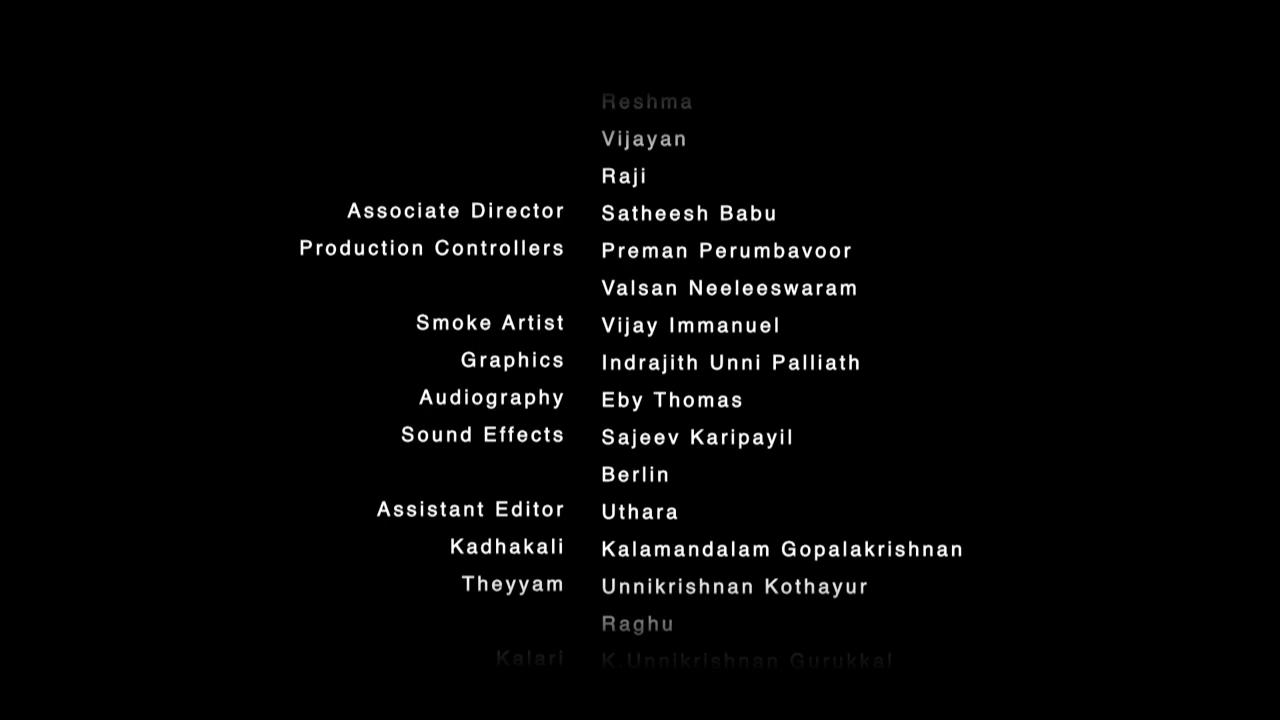 Reshma
Vijayan
Raji
Associate Director Satheesh Babu
Production Controllers Preman Perumbavoor
Valsan Neeleeswaram
Smoke Artist Vijay Immanuel
Graphics Indrajith Unni Palliath
Audiography Eby Thomas
Sound Effects Sajeev Karipayil
Berlin
Assistant Editor Uthara
Kadhakali Kalamandalam Gopalakrishnan
Theyyam Unnikrishnan Kothayur
Raghu
Kalari K.Unnikrishnan Gurukkal